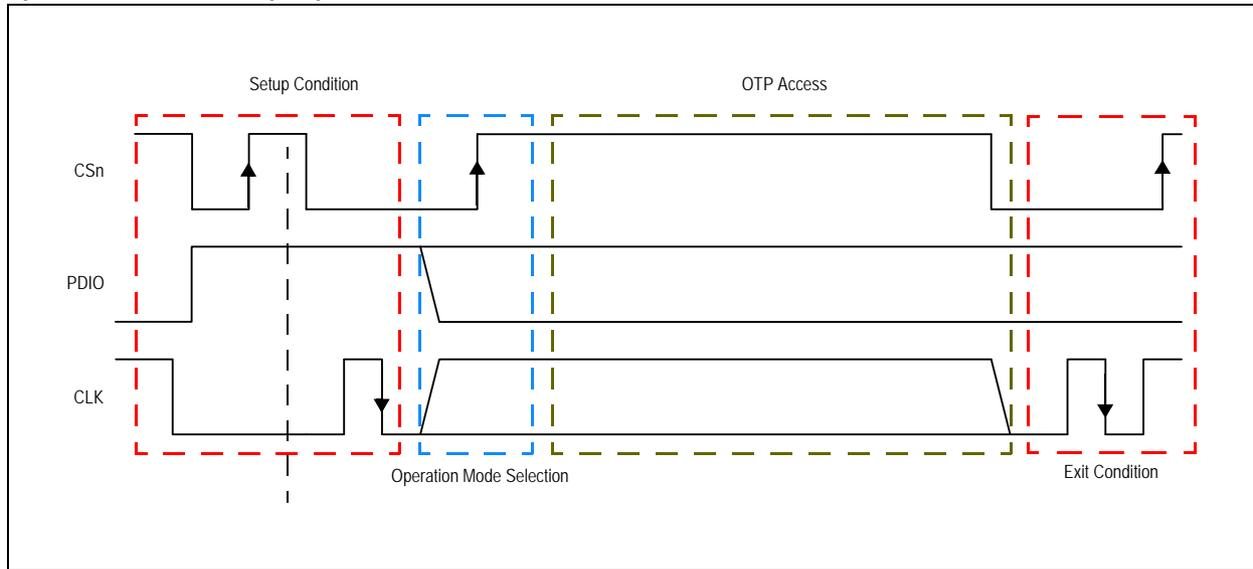 Setup Condition
OTP Access
CSn
PDIO
CLK
Operation Mode Selection
Exit Condition